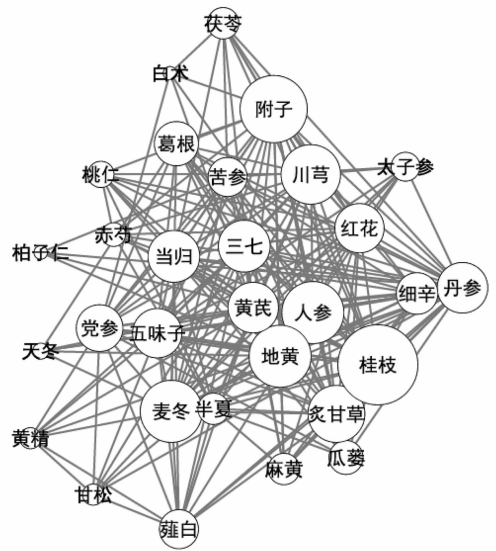 茯苓
白术
附子
葛根
川芎
太子参
桃仁
苦参
赤芍
红花
柏子仁
当归
三七
细辛
丹参
黄芪
人参
党参
五味子
天冬
地黄
桂枝
麦冬
半夏
炙甘草
黄精
瓜蒌
麻黄
甘松
薤白